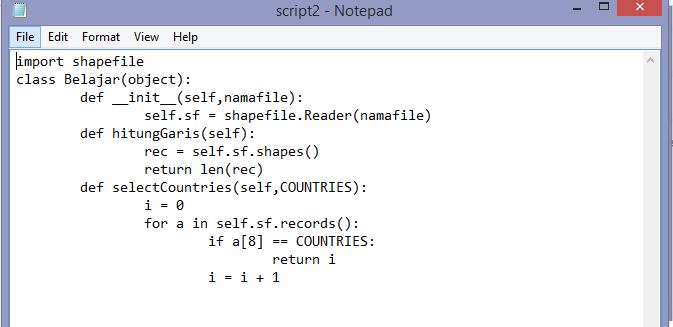 script2 - Notepad
File Edit Format View Help
import shapefile
class Belajar(object):
        def __init__(self,namafile):
                self.sf = shapefile.Reader(namafile)
        def hitungGaris(self):
                rec = self.sf.shapes()
                return len(rec)
        def selectCountries(self,COUNTRIES):
                i = 0
                for a in self.sf.records():
                        if a[8] == COUNTRIES:
                                return i
                        i = i + 1